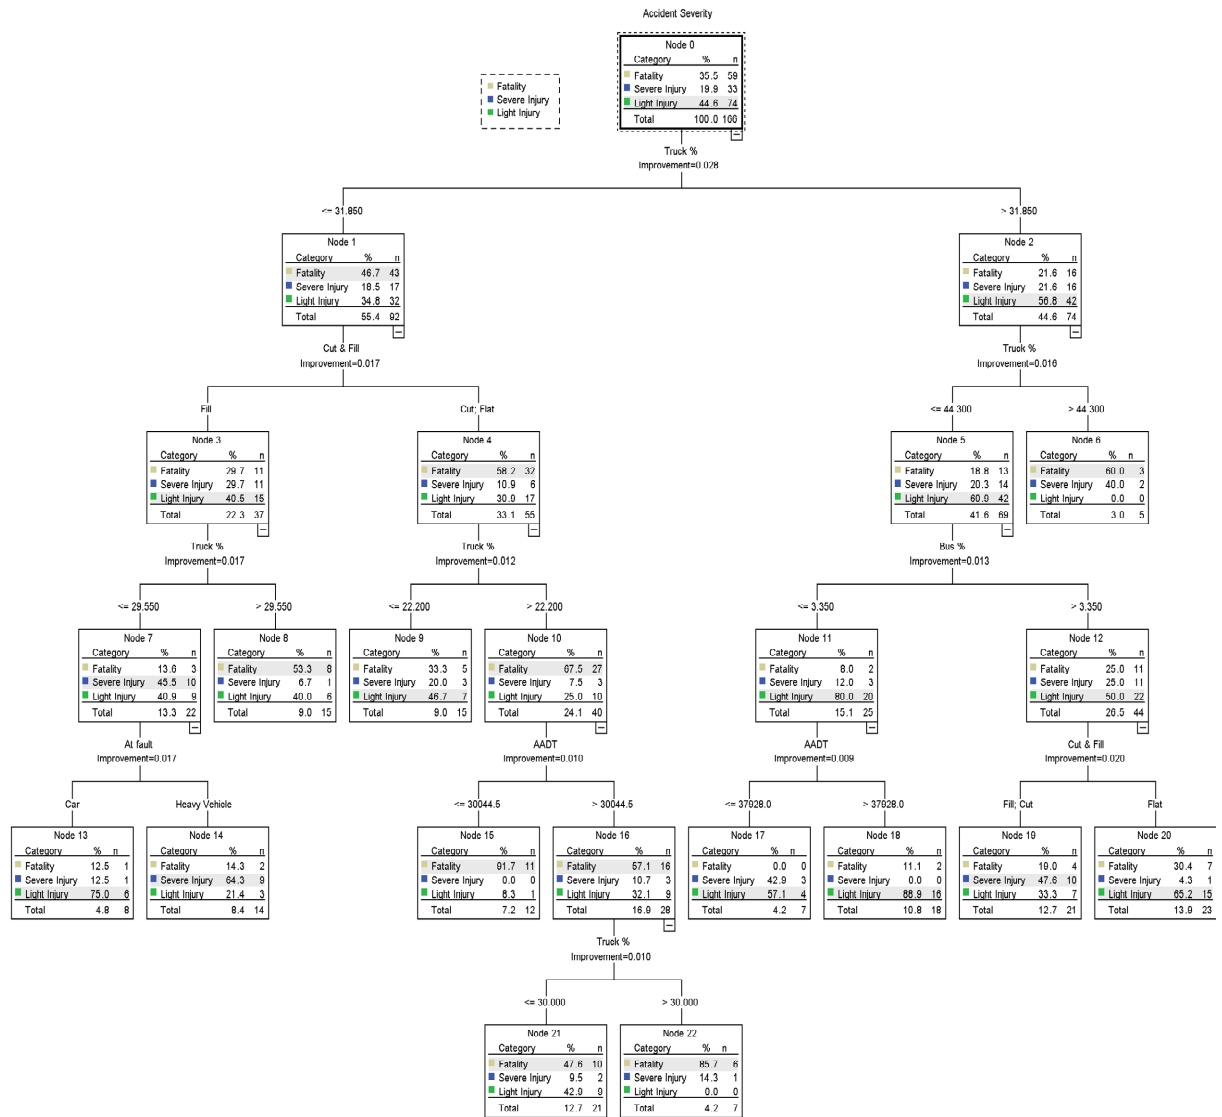 Accident Severity
Fatality
Severe Injury
Light Injury
Node 0
Category % n
Fatality 35.5 59
Severe Injury 19.9 33
Light Injury 44.6 74
Total 100.0 166
Truck %
Improvement=0.028
<= 31.850
> 31.850
Node 1
Category % n
Fatality 46.7 43
Severe Injury 18.5 17
Light Injury 34.8 32
Total 55.4 92
Cut & Fill
Improvement=0.017
Node 2
Category % n
Fatality 21.6 16
Severe Injury 21.6 16
Light Injury 56.8 42
Total 44.6 74
Truck %
Improvement=0.016
Fill
Cut; Flat
<= 44.300
> 44.300
Node 3
Category % n
Fatality 29.7 11
Severe Injury 29.7 11
Light Injury 40.5 15
Total 22.3 37
Truck %
Improvement=0.017
Node 4
Category % n
Fatality 58.2 32
Severe Injury 10.9 6
Light Injury 30.9 17
Total 33.1 55
Truck %
Improvement=0.012
Node 5
Category % n
Fatality 18.8 13
Severe Injury 20.3 14
Light Injury 60.9 42
Total 41.6 69
Bus %
Improvement=0.013
Node 6
Category % n
Fatality 60.0 3
Severe Injury 40.0 2
Light Injury 0.0 0
Total 3.0 5
<= 29.550
> 29.550
<= 22.200
> 22.200
<= 3.350
> 3.350
Node 7
Category % n
Fatality 13.6 3
Severe Injury 45.5 10
Light Injury 40.9 9
Total 13.3 22
At fault
Improvement=0.017
Node 8
Category % n
Fatality 53.3 8
Severe Injury 6.7 1
Light Injury 40.0 6
Total 9.0 15
Node 9
Category % n
Fatality 33.3 5
Severe Injury 20.0 3
Light Injury 46.7 7
Total 9.0 15
Node 10
Category % n
Fatality 67.5 27
Severe Injury 7.5 3
Light Injury 25.0 10
Total 24.1 40
AADT
Improvement=0.010
Node 11
Category % n
Fatality 8.0 2
Severe Injury 12.0 3
Light Injury 80.0 20
Total 15.1 25
AADT
Improvement=0.009
Node 12
Category % n
Fatality 25.0 11
Severe Injury 25.0 11
Light Injury 50.0 22
Total 26.5 44
Cut & Fill
Improvement=0.020
Car
Heavy Vehicle
<= 30044.5
> 30044.5
<= 37928.0
> 37928.0
Fill; Cut
Flat
Node 13
Category % n
Fatality 12.5 1
Severe Injury 12.5 1
Light Injury 75.0 6
Total 4.8 8
Node 14
Category % n
Fatality 14.3 2
Severe Injury 64.3 9
Light Injury 21.4 3
Total 8.4 14
Node 15
Category % n
Fatality 91.7 11
Severe Injury 0.0 0
Light Injury 8.3 1
Total 7.2 12
Node 16
Category % n
Fatality 57.1 16
Severe Injury 10.7 3
Light Injury 32.1 9
Total 16.9 28
Truck %
Improvement=0.010
Node 17
Category % n
Fatality 0.0 0
Severe Injury 42.9 3
Light Injury 57.1 4
Total 4.2 7
Node 18
Category % n
Fatality 11.1 2
Severe Injury 0.0 0
Light Injury 88.9 16
Total 10.8 18
Node 19
Category % n
Fatality 19.0 4
Severe Injury 47.6 10
Light Injury 33.3 7
Total 12.7 21
Node 20
Category % n
Fatality 30.4 7
Severe Injury 4.3 1
Light Injury 65.2 15
Total 13.9 23
<= 30.000
> 30.000
Node 21
Category % n
Fatality 47.6 10
Severe Injury 9.5 2
Light Injury 42.9 9
Total 12.7 21
Node 22
Category % n
Fatality 85.7 6
Severe Injury 14.3 1
Light Injury 0.0 0
Total 4.2 7